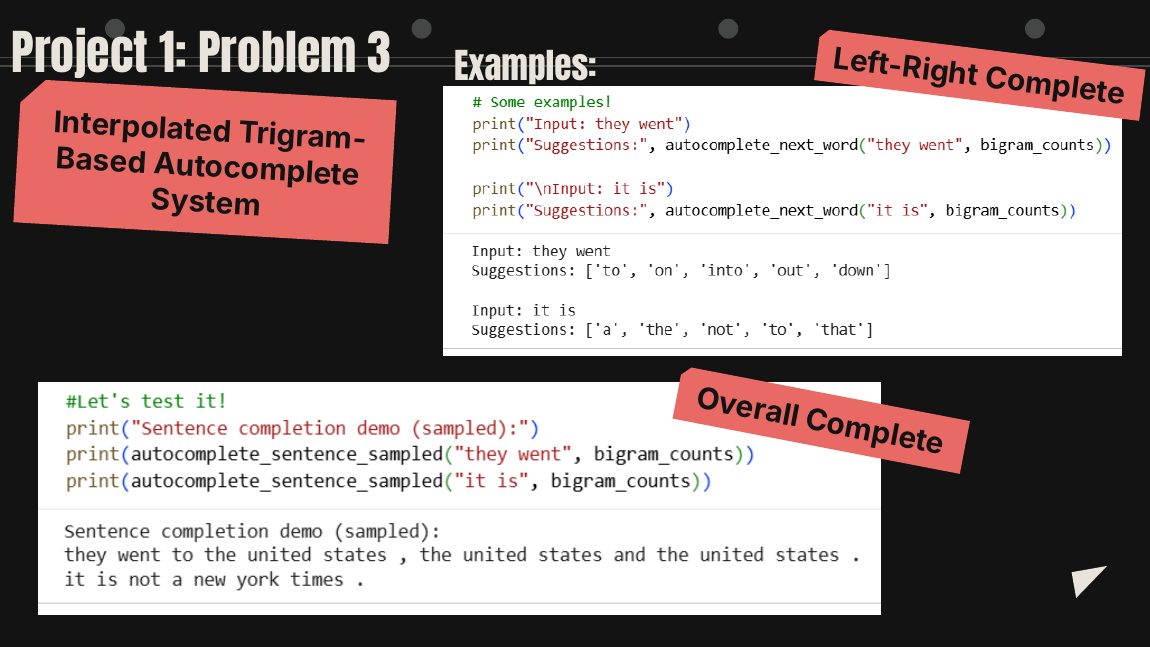 Project 1: Problem 3
Interpolated Trigram-
Based Autocomplete
System
Examples:
Left-Right Complete
# Some examples!
print("Input: they went")
print("Suggestions:", autocomplete_next_word("they went", bigram_counts))
print("\nInput: it is")
print("Suggestions:", autocomplete_next_word("it is", bigram_counts))
Input: they went
Suggestions: ['to', 'on', 'into', 'out', 'down']
Input: it is
Suggestions: ['a', 'the', 'not', 'to', 'that']
Overall Complete
#Let's test it!
print("Sentence completion demo (sampled):")
print(autocomplete_sentence_sampled("they went", bigram_counts))
print(autocomplete_sentence_sampled("it is", bigram_counts))
Sentence completion demo (sampled):
they went to the united states , the united states and the united states .
it is not a new york times .